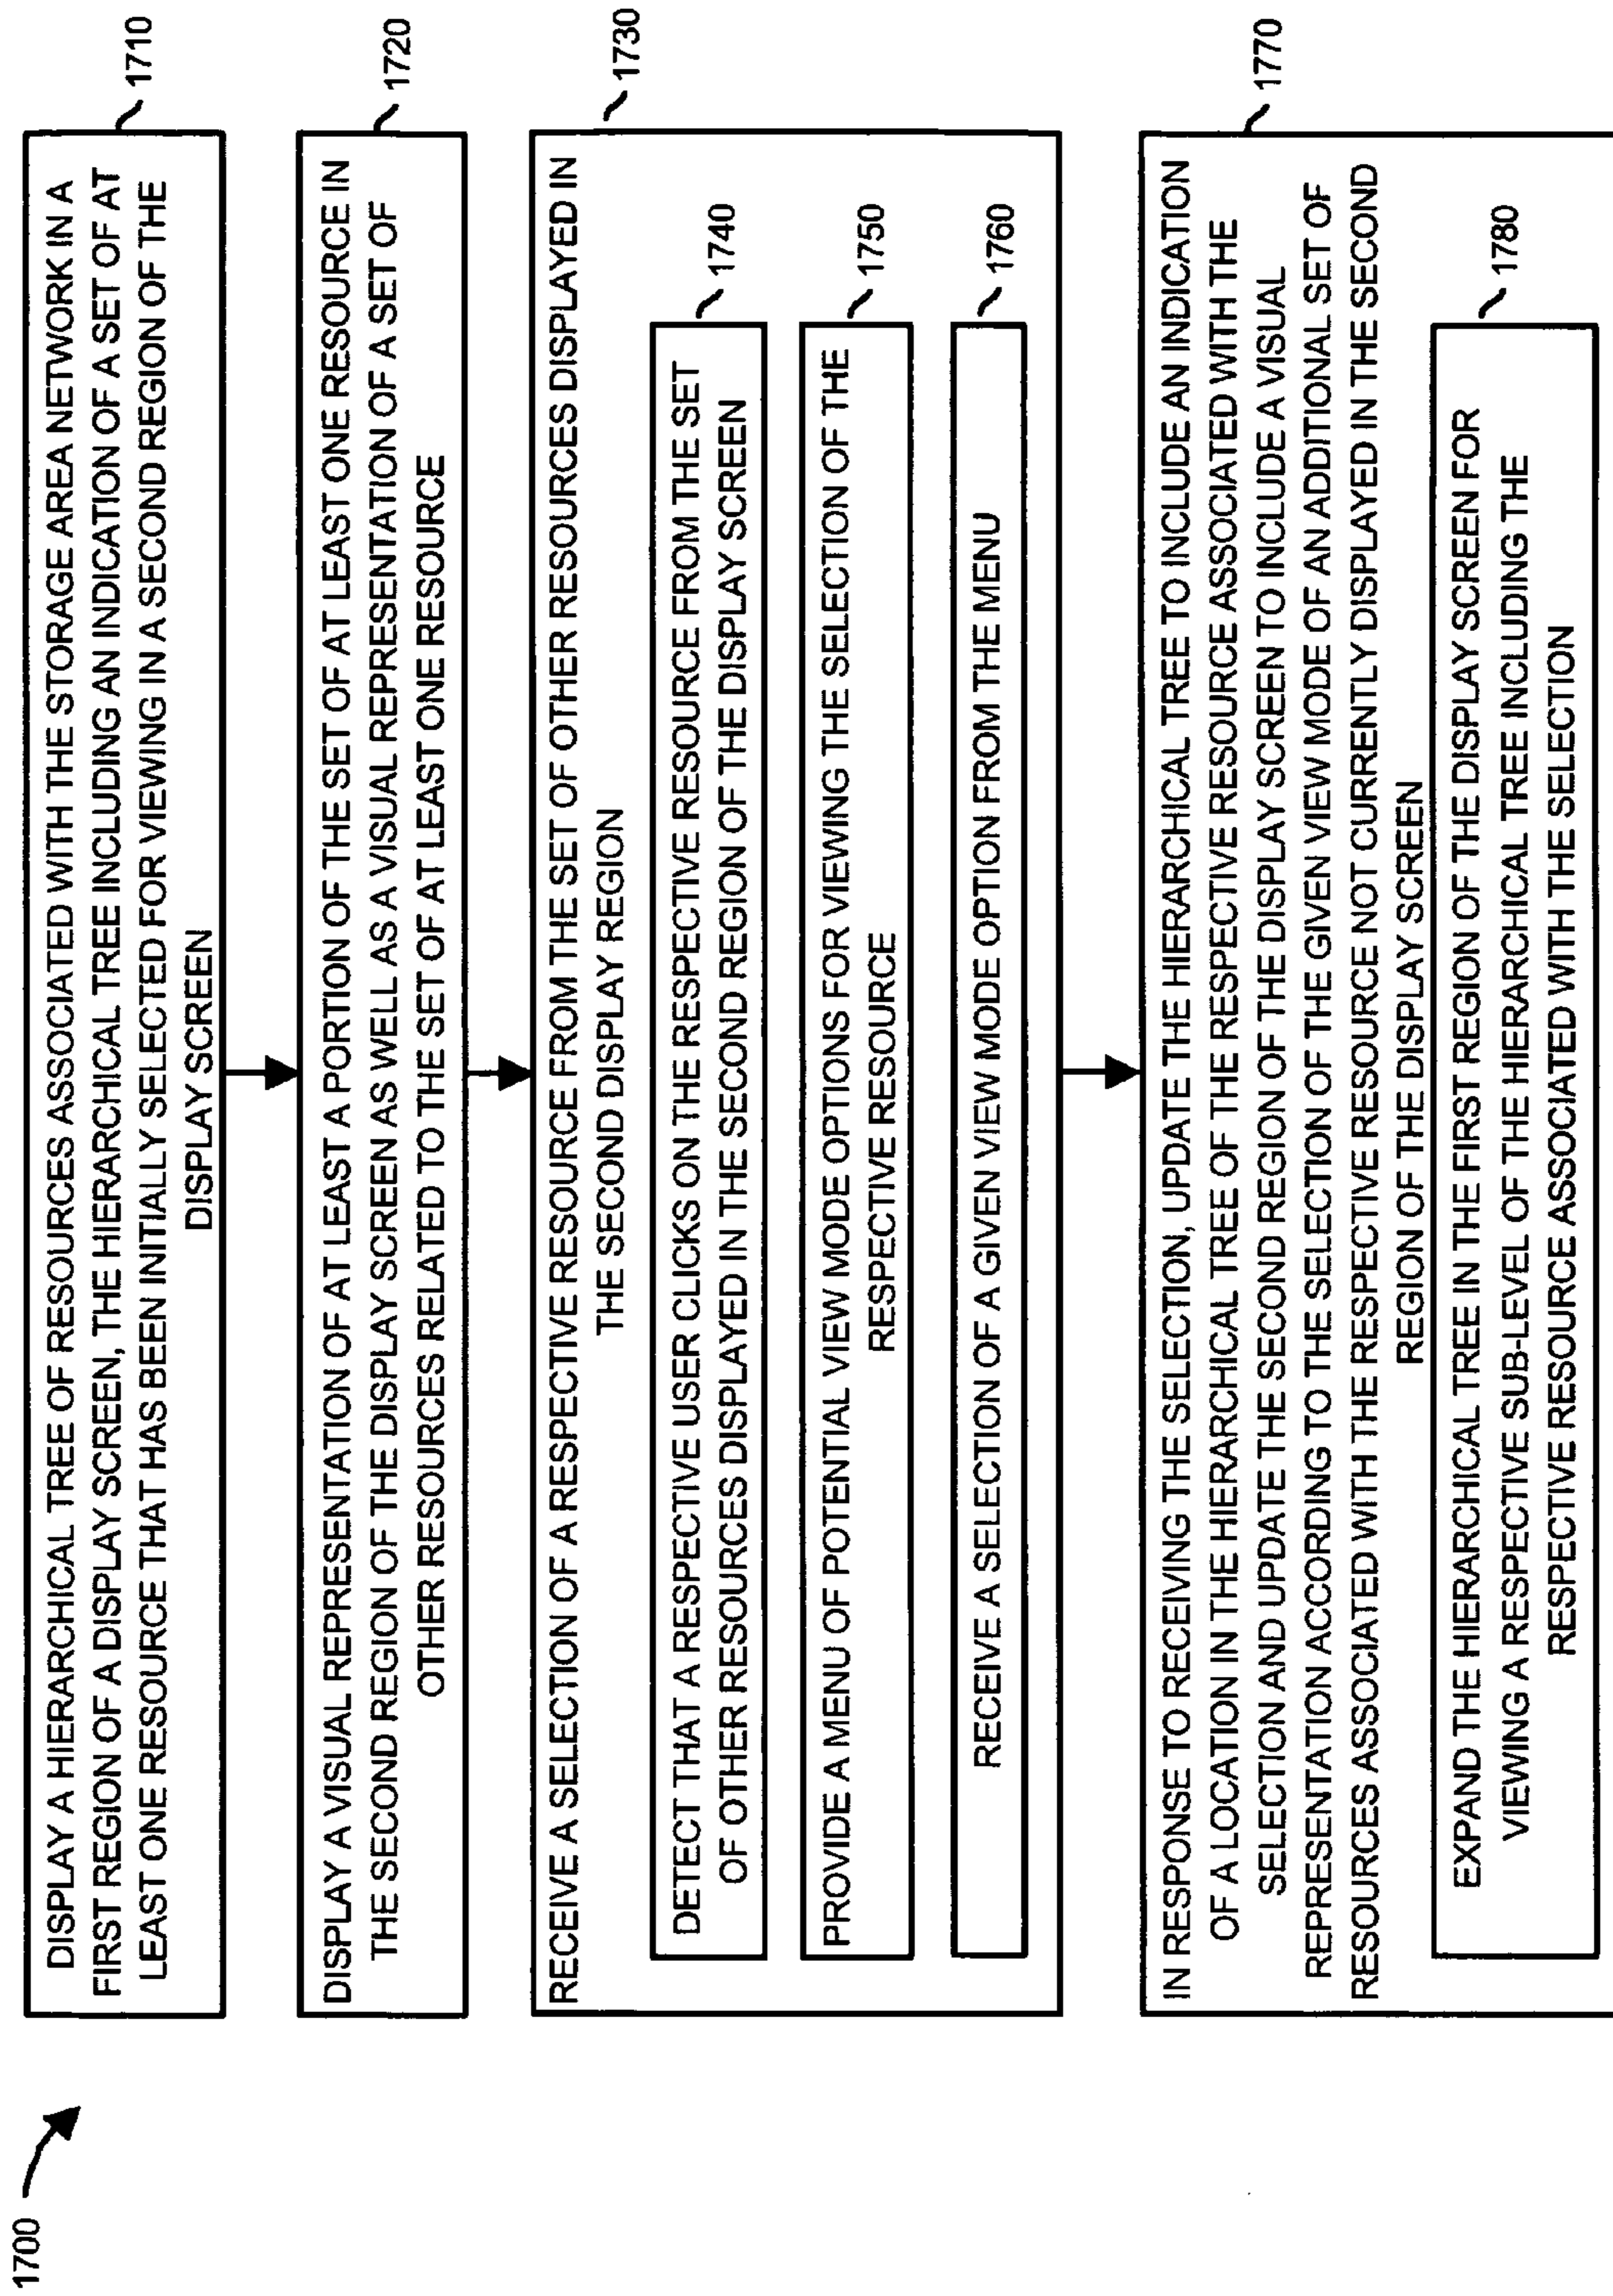 1700
DISPLAY A HIERARCHICAL TREE OF RESOURCES ASSOCIATED WITH THE STORAGE AREA NETWORK IN A
FIRST REGION OF A DISPLAY SCREEN, THE HIERARCHICAL TREE INCLUDING AN INDICATION OF A SET OF AT
LEAST ONE RESOURCE THAT HAS BEEN INITIALLY SELECTED FOR VIEWING IN A SECOND REGION OF THE
DISPLAY SCREEN
1710
DISPLAY A VISUAL REPRESENTATION OF AT LEAST A PORTION OF THE SET OF AT LEAST ONE RESOURCE IN
THE SECOND REGION OF THE DISPLAY SCREEN AS WELL AS A VISUAL REPRESENTATION OF A SET OF
OTHER RESOURCES RELATED TO THE SET OF AT LEAST ONE RESOURCE
1720
RECEIVE A SELECTION OF A RESPECTIVE RESOURCE FROM THE SET OF OTHER RESOURCES DISPLAYED IN
THE SECOND DISPLAY REGION
1730
DETECT THAT A RESPECTIVE USER CLICKS ON THE RESPECTIVE RESOURCE FROM THE SET
OF OTHER RESOURCES DISPLAYED IN THE SECOND REGION OF THE DISPLAY SCREEN
1740
PROVIDE A MENU OF POTENTIAL VIEW MODE OPTIONS FOR VIEWING THE SELECTION OF THE
RESPECTIVE RESOURCE
1750
RECEIVE A SELECTION OF A GIVEN VIEW MODE OPTION FROM THE MENU
1760
IN RESPONSE TO RECEIVING THE SELECTION, UPDATE THE HIERARCHICAL TREE TO INCLUDE AN INDICATION
OF A LOCATION IN THE HIERARCHICAL TREE OF THE RESPECTIVE RESOURCE ASSOCIATED WITH THE
SELECTION AND UPDATE THE SECOND REGION OF THE DISPLAY SCREEN TO INCLUDE A VISUAL
REPRESENTATION ACCORDING TO THE SELECTION OF THE GIVEN VIEW MODE OF AN ADDITIONAL SET OF
RESOURCES ASSOCIATED WITH THE RESPECTIVE RESOURCE NOT CURRENTLY DISPLAYED IN THE SECOND
REGION OF THE DISPLAY SCREEN
1770
EXPAND THE HIERARCHICAL TREE IN THE FIRST REGION OF THE DISPLAY SCREEN FOR
VIEWING A RESPECTIVE SUB-LEVEL OF THE HIERARCHICAL TREE INCLUDING THE
RESPECTIVE RESOURCE ASSOCIATED WITH THE SELECTION
1780